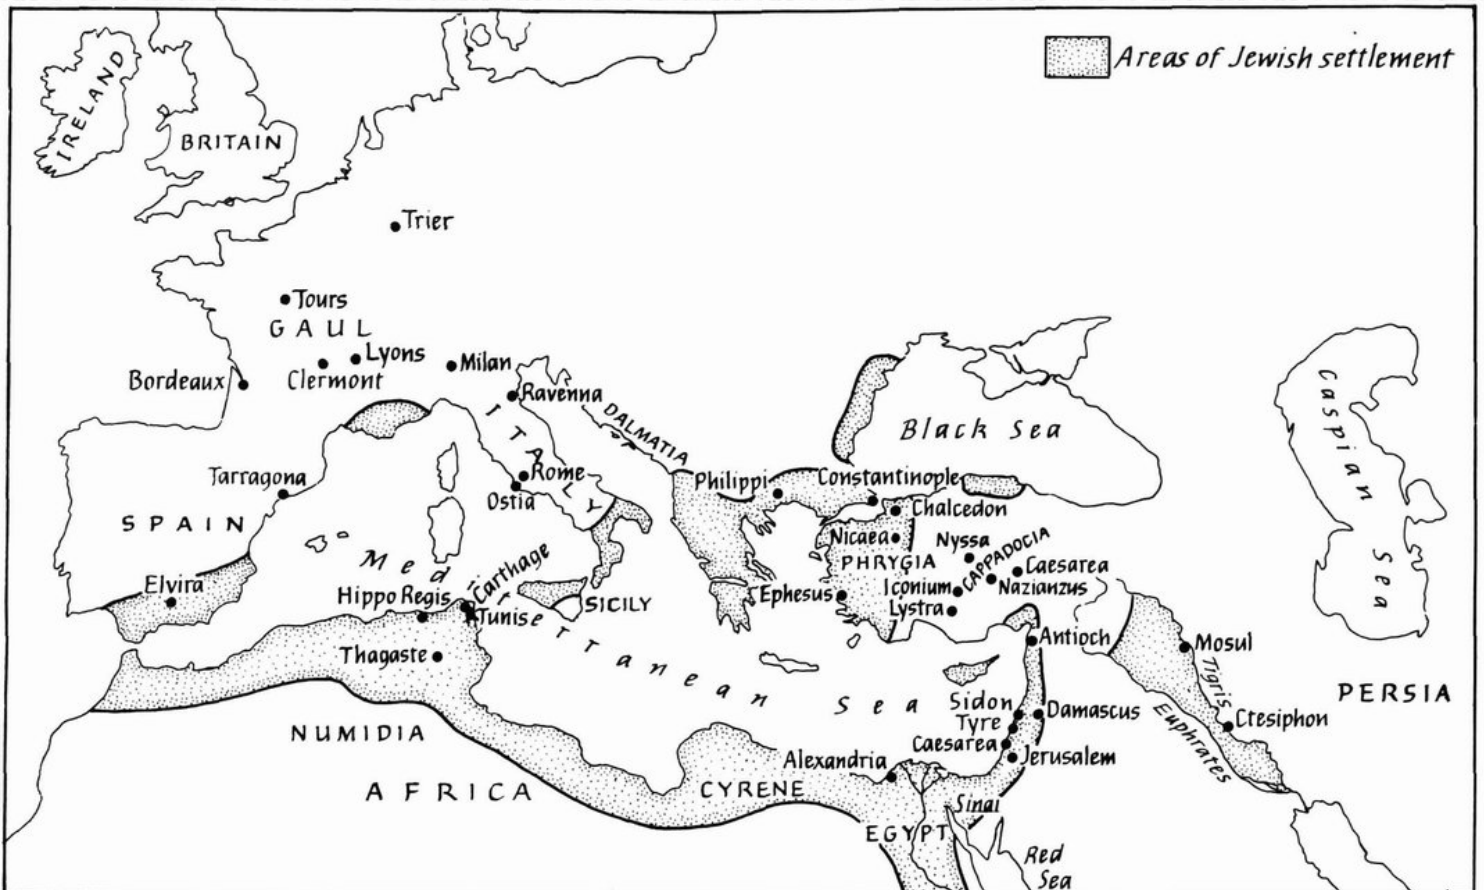 Areas of Jewish settlement
IRELAND
BRITAIN
Trier
Tours
GAUL
Lyons
Clermont
Bordeaux
Milan
Ravenna
ITALY
DALMATIA
Rome
Ostia
Tarragona
SPAIN
Elvira
Black Sea
Caspian Sea
Philippi
Constantinople
Chalcedon
Nicaea
PHRYGIA
Nyssa
CAPPADOCIA
Caesarea
Nazianzus
Iconium
Lystra
Ephesus
Mediterranean Sea
Carthage
Hippo Regis
Tunis
SICILY
Thagaste
Antioch
Mosul
Tigris
PERSIA
Ctesiphon
Euphrates
Sidon
Damascus
Tyre
Caesarea
Jerusalem
NUMIDIA
AFRICA
CYRENE
Alexandria
EGYPT
Sinai
Red
Sea